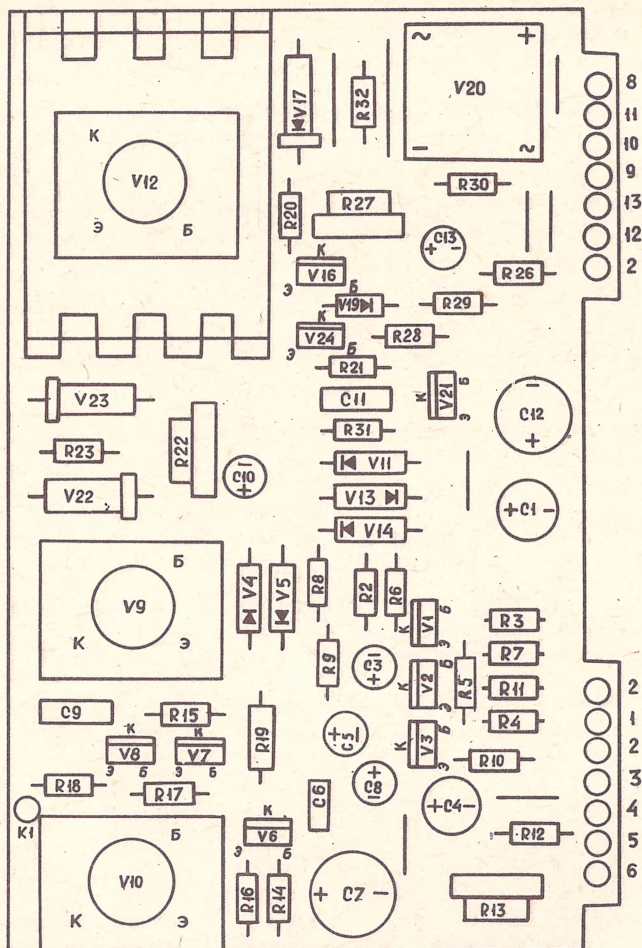 ~ +
V20
- ~
8
11
10
9
13
12
2
V17
R32
К
V12
Э Б
R30
R20
R27
+ C13 -
К
V16
Э Б
R26
V19
R29
К
V24
Э Б
R28
R21
V23
C11
К V21 Б
Э
-
C12
+
R22
R31
R23
V11
C10
-
+
V22
V13
+ C1 -
V14
Б
V9
К Э
V4
V5
R8
R2
R6
К V1 Б
Э
R3
R9
C3
-
+
К V2 Б
Э
R5
R7
R11
R4
2
1
2
3
4
5
6
C9
R15
R19
+ C5 -
К V3 Б
Э
R10
К
V8
Э Б
К
V7
Э Б
R18
R17
C6
+
C8
-
+ C4 -
К1
К
V6
Э Б
R12
Б
V10
К Э
R16
R14
+ C7 -
R13